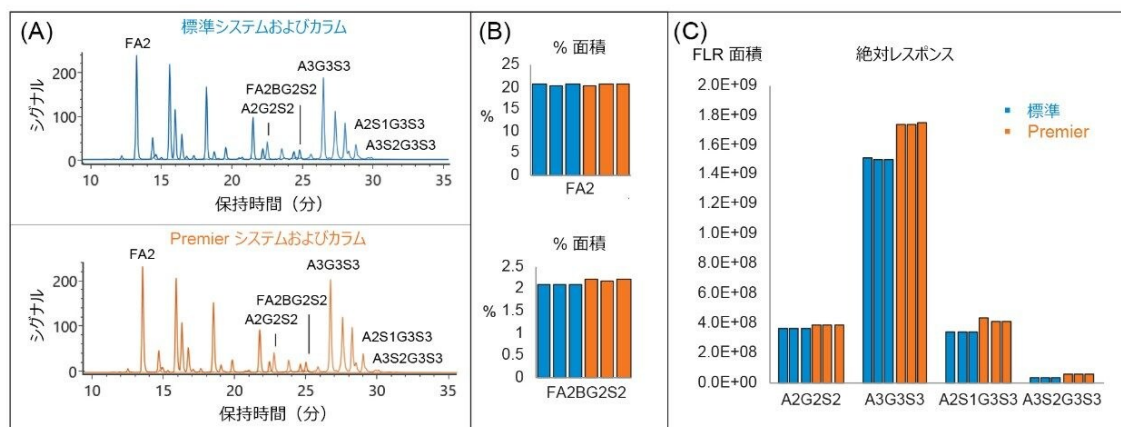 (A)
標準システムおよびカラム
FA2
A3G3S3
FA2BG2S2
A2G2S2
A2S1G3S3
A3S2G3S3
シグナル
200
100
0
10 15 20 25 30 35
保持時間（分）
Premier システムおよびカラム
FA2
A3G3S3
FA2BG2S2
A2G2S2
A2S1G3S3
A3S2G3S3
シグナル
200
100
0
10 15 20 25 30 35
保持時間（分）
(B)
% 面積
25
20
15
10
5
0
%
FA2
% 面積
2.5
2
1.5
1
0.5
0
%
FA2BG2S2
(C)
FLR 面積 絶対レスポンス
2.0E+09
1.8E+09
1.6E+09
1.4E+09
1.2E+09
1.0E+09
8.0E+08
6.0E+08
4.0E+08
2.0E+08
0.0E+00
標準
Premier
A2G2S2 A3G3S3 A2S1G3S3 A3S2G3S3